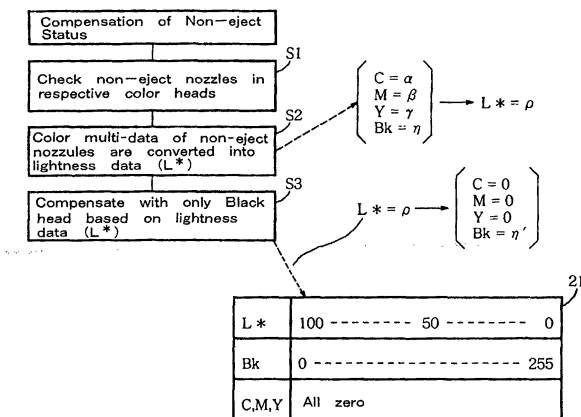 Compensation of Non-eject
Status
S1
Check non-eject nozzles in
respective color heads
S2
Color multi-data of non-eject
nozzules are converted into
lightness data (L*)
S3
Compensate with only Black
head based on lightness
data (L*)
C = α
M = β
Y = γ
Bk = η
L * = ρ
L * = ρ
C = 0
M = 0
Y = 0
Bk = η′
21
L * 100 -------- 50 ------- 0
Bk 0 -------------------- 255
C,M,Y All zero